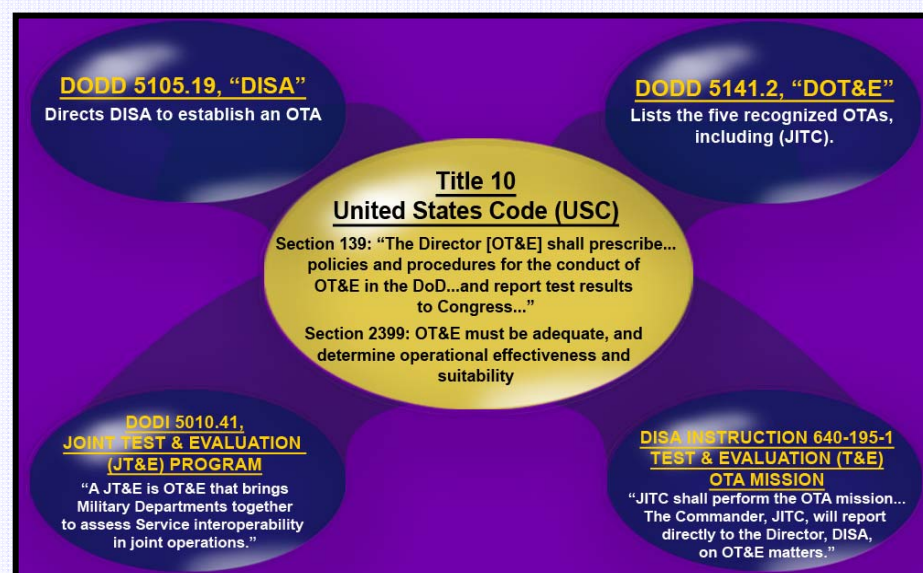 DODD 5105.19, “DISA”
Directs DISA to establish an OTA
DODD 5141.2, “DOT&E”
Lists the five recognized OTAs,
including (JITC).
Title 10
United States Code (USC)
Section 139: “The Director [OT&E] shall prescribe...
policies and procedures for the conduct of
OT&E in the DoD...and report test results
to Congress...”
Section 2399: OT&E must be adequate, and
determine operational effectiveness and
suitability
DODI 5010.41,
JOINT TEST & EVALUATION
(JT&E) PROGRAM
“A JT&E is OT&E that brings
Military Departments together
to assess Service interoperability
in joint operations.”
DISA INSTRUCTION 640-195-1
TEST & EVALUATION (T&E)
OTA MISSION
“JITC shall perform the OTA mission...
The Commander, JITC, will report
directly to the Director, DISA,
on OT&E matters.”